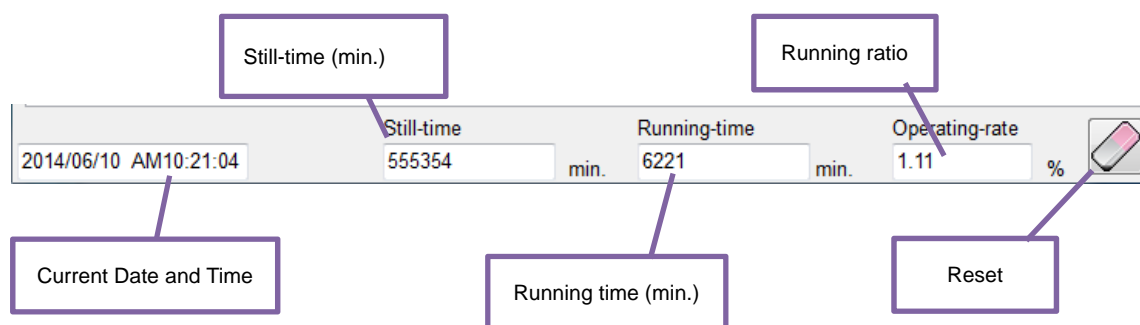 Still-time (min.)
Running ratio
Still-time
Running-time
Operating-rate
2014/06/10 AM10:21:04
555354
min.
6221
min.
1.11
%
Current Date and Time
Running time (min.)
Reset